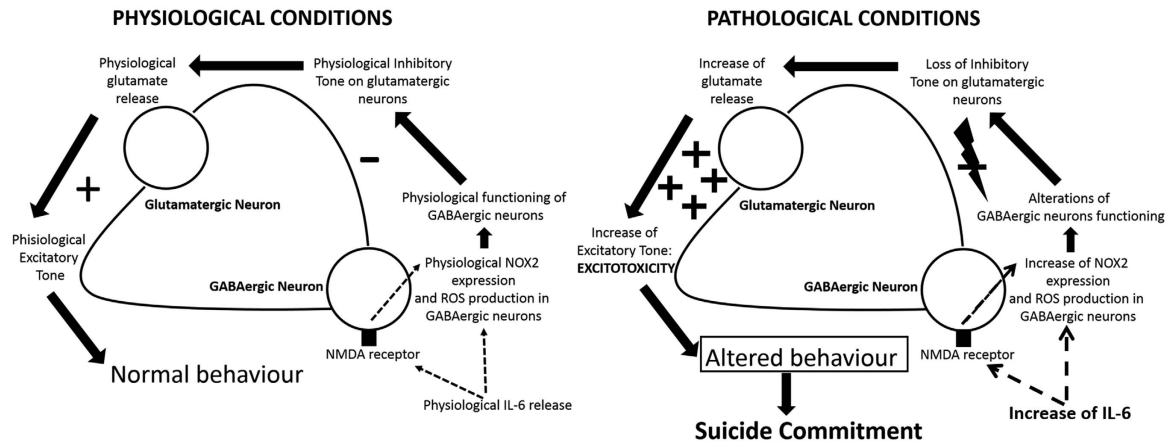 PHYSIOLOGICAL CONDITIONS
Physiological
glutamate
release
Physiological Inhibitory
Tone on glutamatergic
neurons
+
-
Glutamatergic Neuron
Physiological functioning of
GABAergic neurons
Phisiological
Excitatory
Tone
GABAergic Neuron
Physiological NOX2
expression
and ROS production in
GABAergic neurons
NMDA receptor
Normal behaviour
Physiological IL-6 release
PATHOLOGICAL CONDITIONS
Increase of
glutamate
release
Loss of Inhibitory
Tone on glutamatergic
neurons
+
+
+
+
-
Glutamatergic Neuron
Alterations of
GABAergic neurons functioning
Increase of
Excitatory Tone:
EXCITOTOXICITY
GABAergic Neuron
Increase of NOX2
expression
and ROS production in
GABAergic neurons
NMDA receptor
Altered behaviour
Increase of IL-6
Suicide Commitment